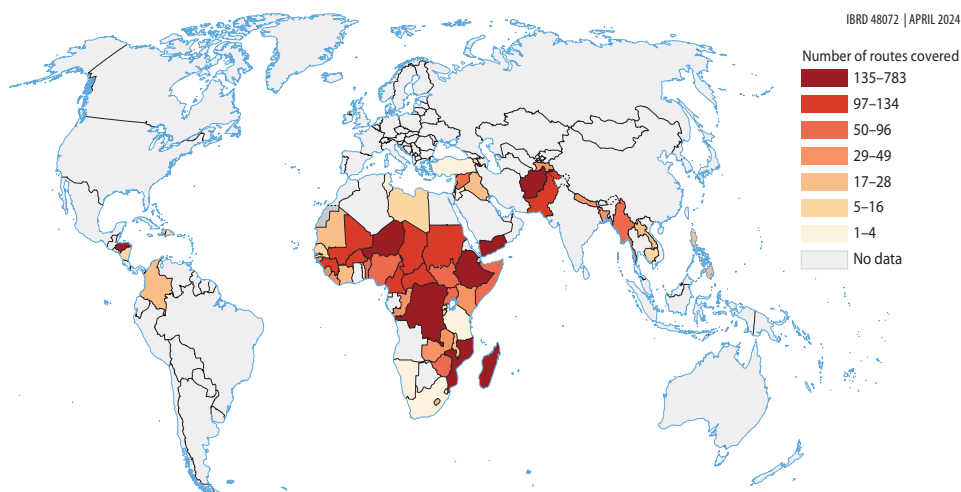 IBRD 48072 | APRIL 2024
Number of routes covered
135–783
97–134
50–96
29–49
17–28
5–16
1–4
No data